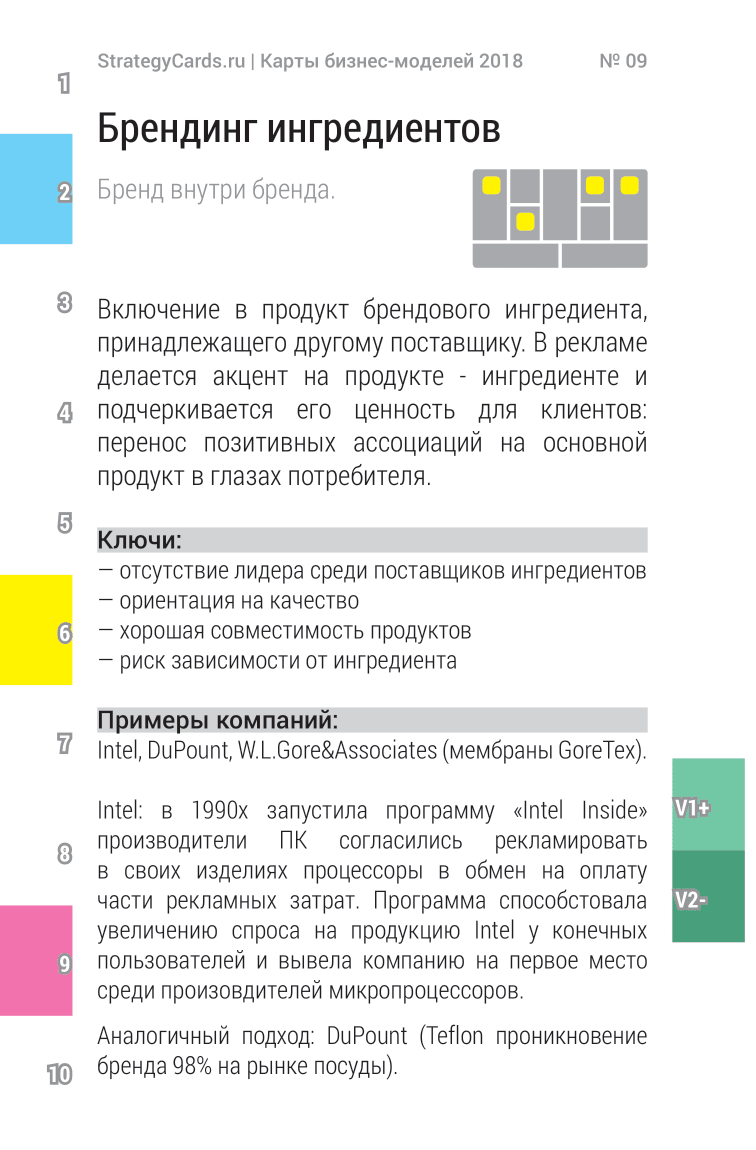 StrategyCards.ru | Карты бизнес-моделей 2018 № 09
1
Брендинг ингредиентов
2
Бренд внутри бренда.
3
Включение в продукт брендового ингредиента,
принадлежащего другому поставщику. В рекламе
делается акцент на продукте - ингредиенте и
4
подчеркивается его ценность для клиентов:
перенос позитивных ассоциаций на основной
продукт в глазах потребителя.
5
Ключи:
— отсутствие лидера среди поставщиков ингредиентов
— ориентация на качество
6
— хорошая совместимость продуктов
— риск зависимости от ингредиента
Примеры компаний:
7
Intel, DuPount, W.L.Gore&Associates (мембраны GoreTex).
Intel: в 1990х запустила программу «Intel Inside»
V1+
производители ПК согласились рекламировать
8
в своих изделиях процессоры в обмен на оплату
части рекламных затрат. Программа способстовала
V2-
увеличению спроса на продукцию Intel у конечных
9
пользователей и вывела компанию на первое место
среди произовдителей микропроцессоров.
Аналогичный подход: DuPount (Teflon проникновение
бренда 98% на рынке посуды).
10